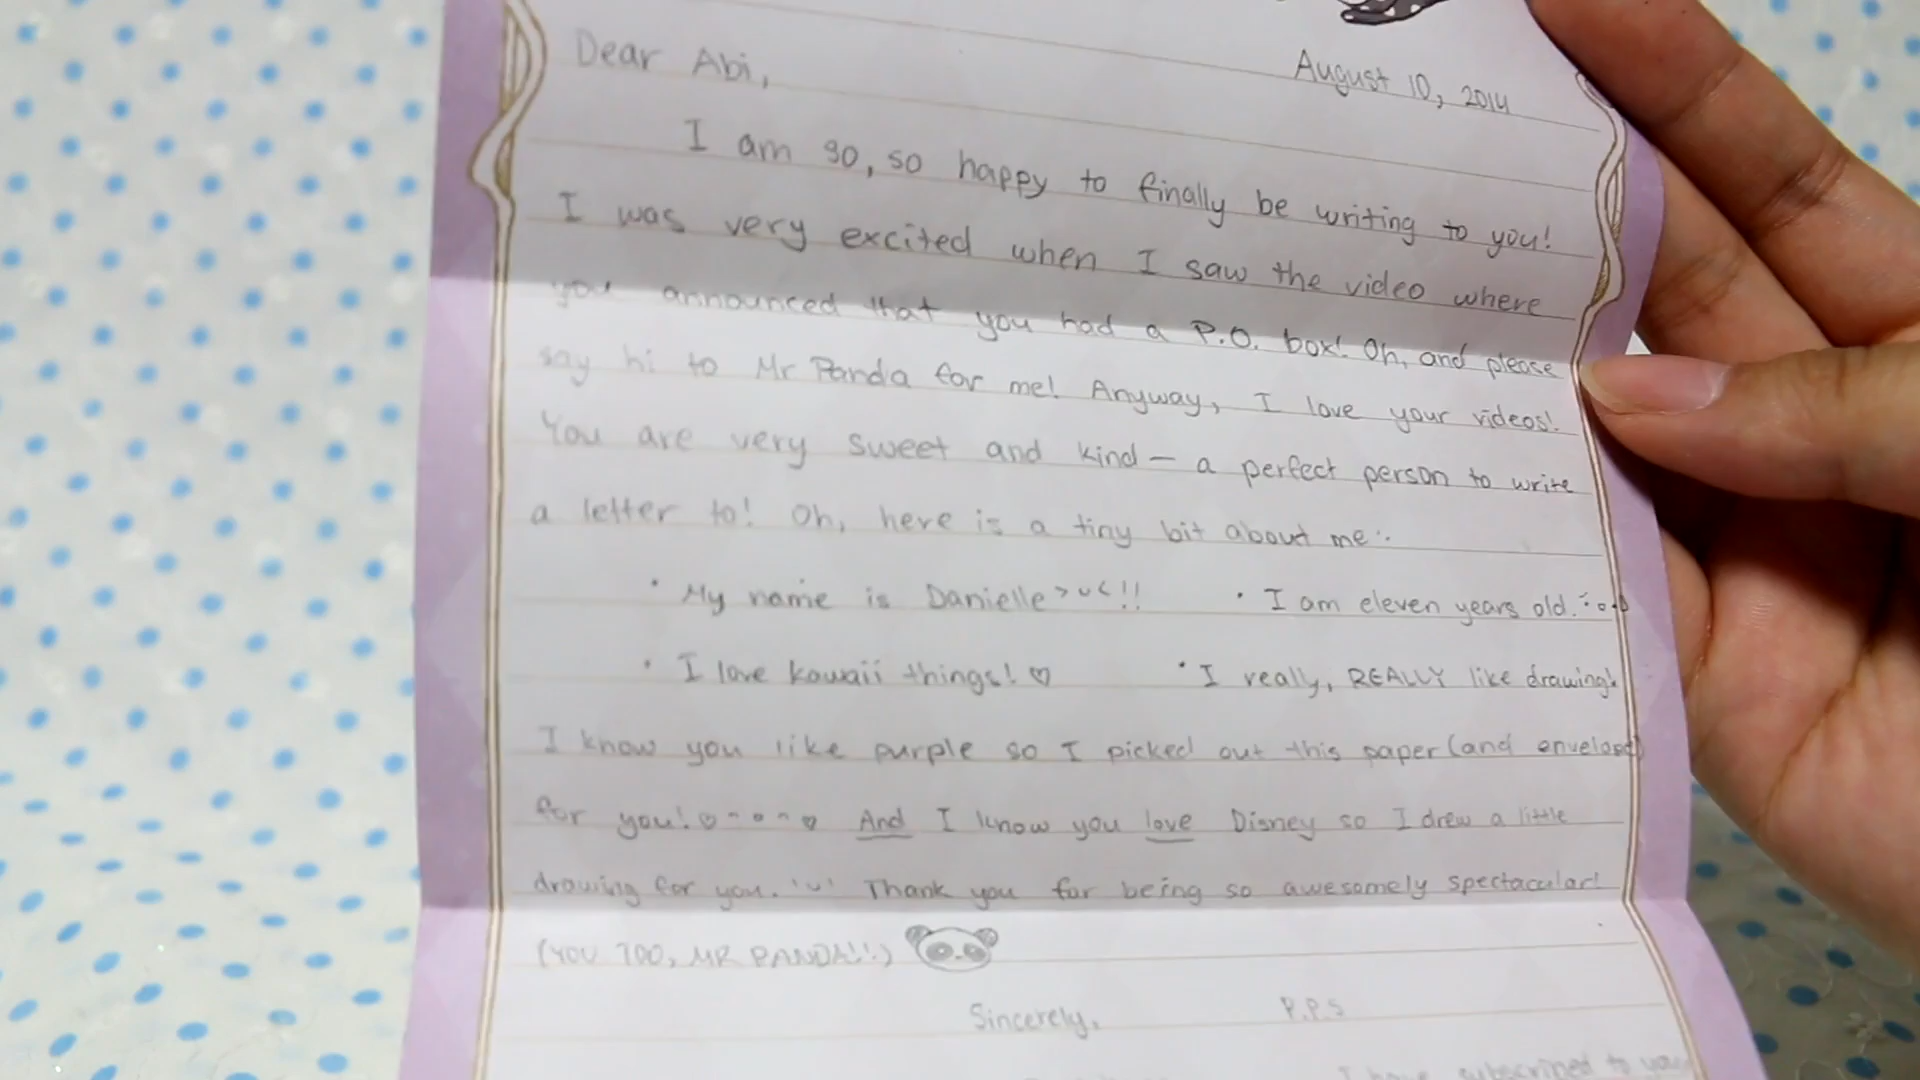 August 10, 2014
Dear Abi,
I am so, so happy to finally be writing to you!
I was very excited when I saw the video where
you announced that you had a P.O. box! Oh, and please
say hi to Mr Panda for me! Anyway, I love your videos!
You are very sweet and kind — a perfect person to write
a letter to! Oh, here is a tiny bit about me:
• My name is Danielle >u<!! • I am eleven years old.
• I love kawaii things! ♡ • I really, REALLY like drawing!
I know you like purple so I picked out this paper (and envelope)
for you! And I know you love Disney so I drew a little
drawing for you. 'u' Thank you for being so awesomely spectacular!
(YOU TOO, MR PANDA!!)
Sincerely, P.P.S
I have subscribed to